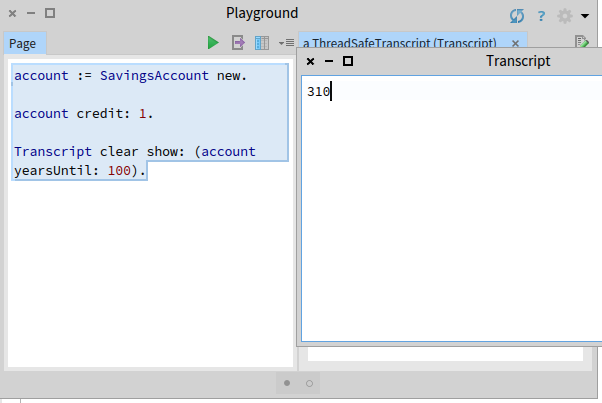 Playground
?
Page
a ThreadSafeTranscript (Transcript)
account := SavingsAccount new.
account credit: 1.
Transcript clear show: (account
yearsUntil: 100).
Transcript
310